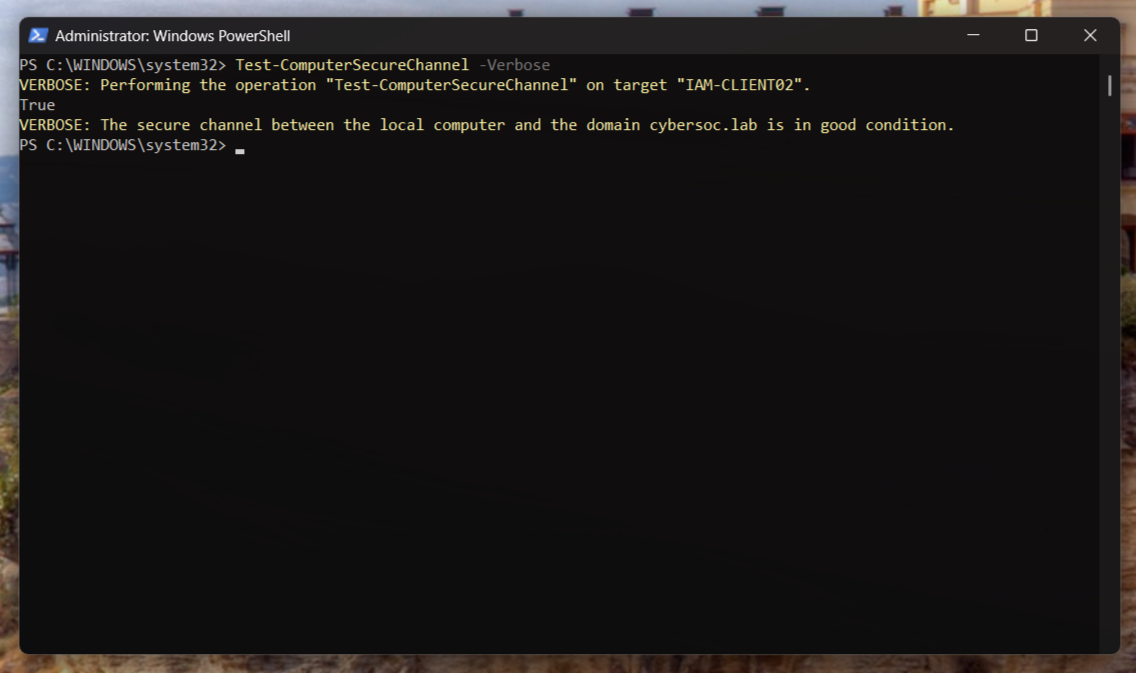 Administrator: Windows PowerShell
PS C:\WINDOWS\system32> Test-ComputerSecureChannel -Verbose
VERBOSE: Performing the operation "Test-ComputerSecureChannel" on target "IAM-CLIENT02".
True
VERBOSE: The secure channel between the local computer and the domain cybersoc.lab is in good condition.
PS C:\WINDOWS\system32>